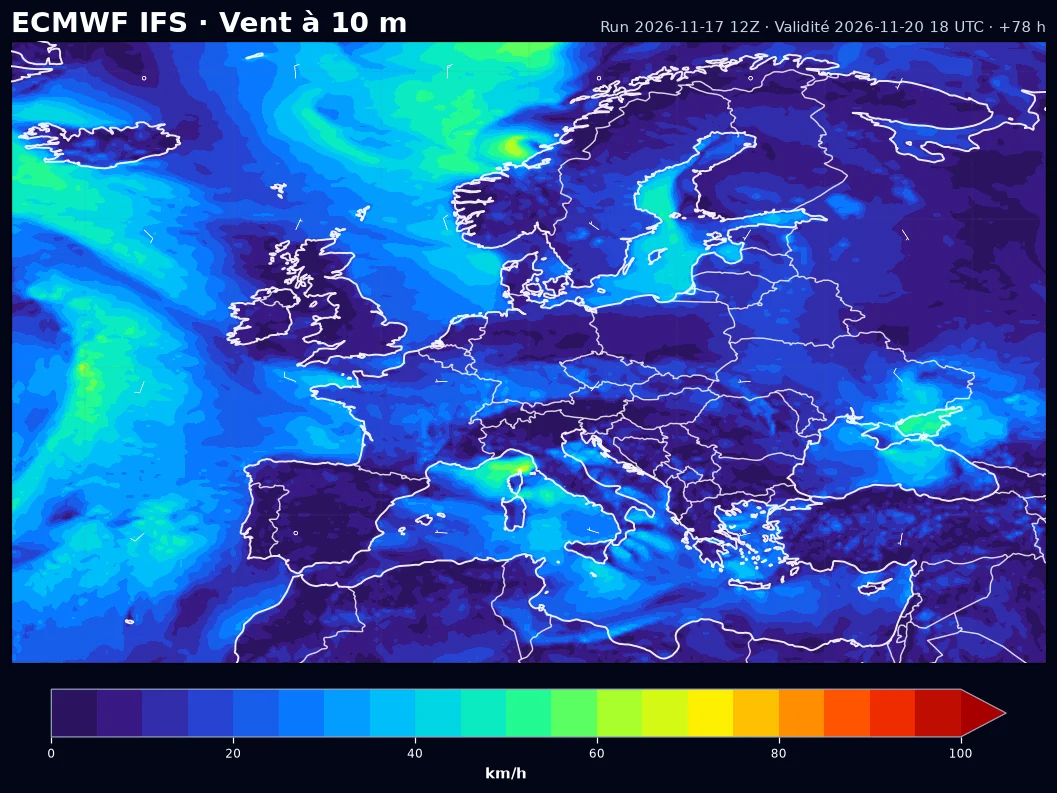 ECMWF IFS · Vent à 10 m
Run 2026-11-17 12Z · Validité 2026-11-20 18 UTC · +78 h
0 20 40 60 80 100
km/h